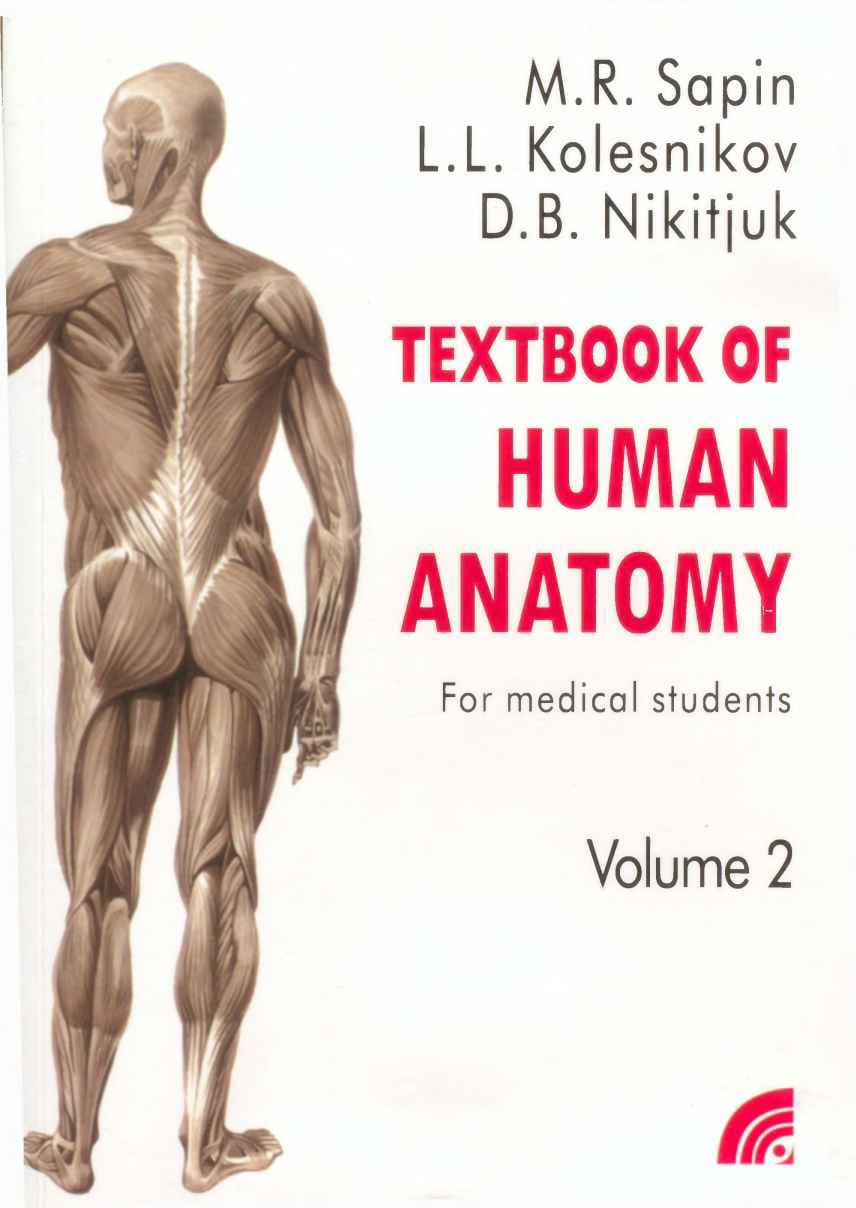 M.R. Sapin
L.L. Kolesnikov
D.B. Nikitjuk
TEXTBOOK OF
HUMAN
ANATOMY
For medical students
Volume 2